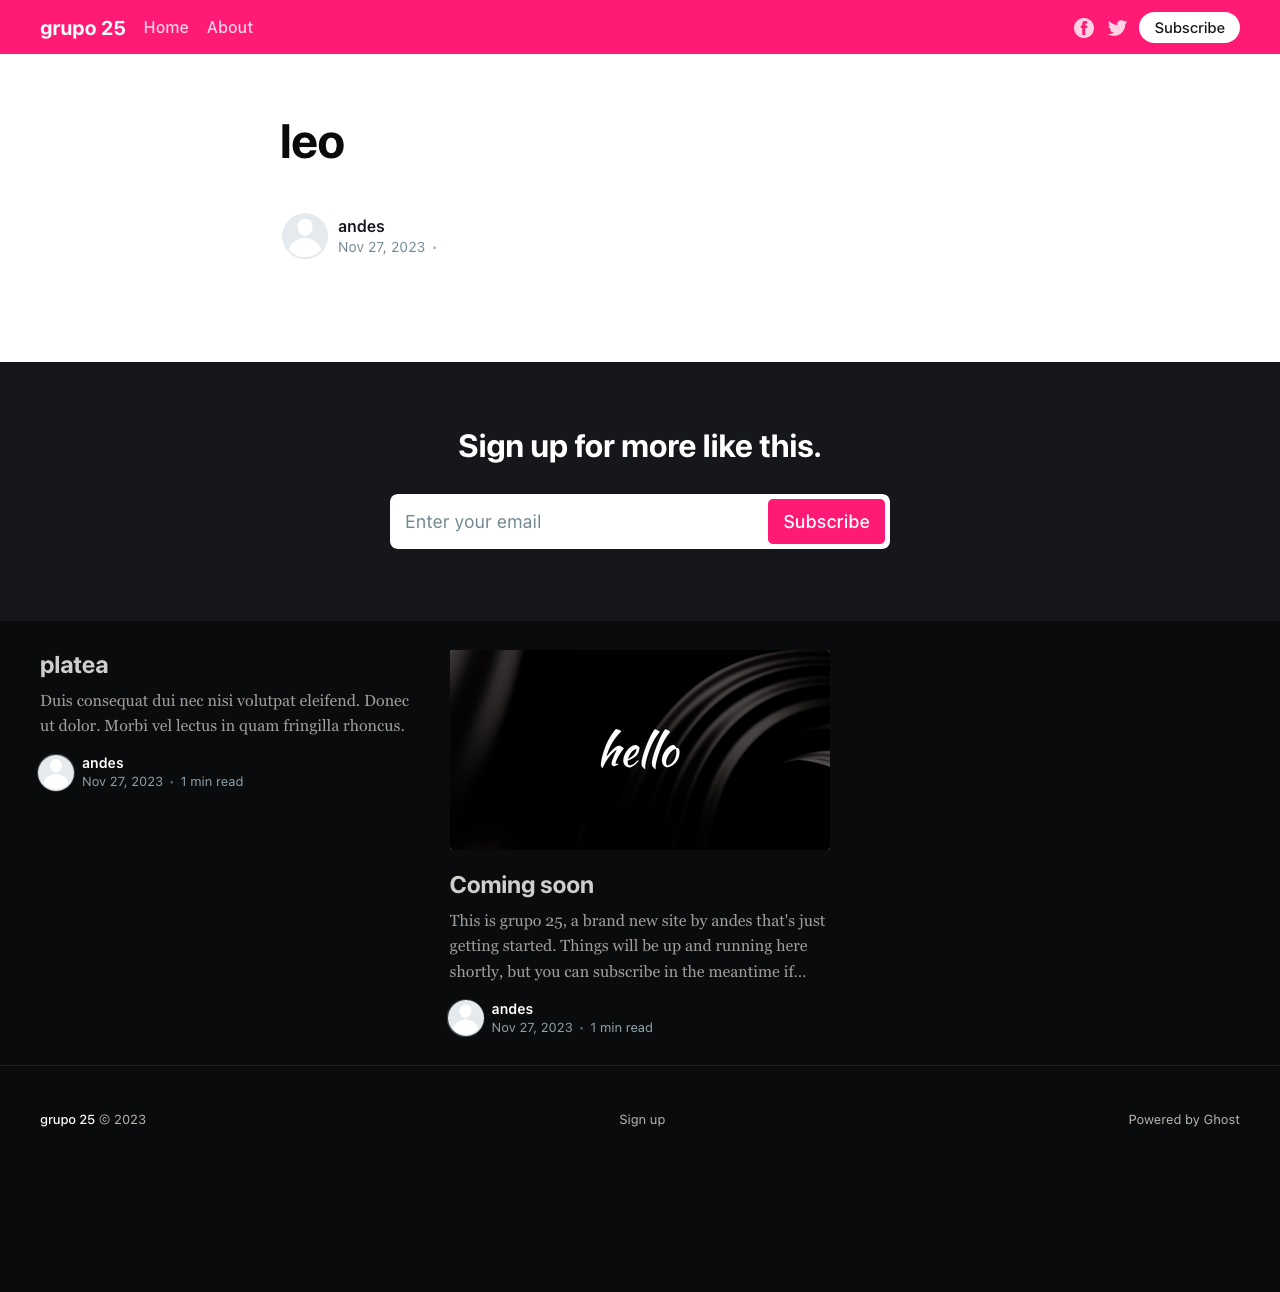 grupo 25 Home About Subscribe
leo
andes
Nov 27, 2023 •
Sign up for more like this.
Enter your email Subscribe
platea
Duis consequat dui nec nisi volutpat eleifend. Donec
ut dolor. Morbi vel lectus in quam fringilla rhoncus.
andes
Nov 27, 2023 • 1 min read
hello
Coming soon
This is grupo 25, a brand new site by andes that's just
getting started. Things will be up and running here
shortly, but you can subscribe in the meantime if…
andes
Nov 27, 2023 • 1 min read
grupo 25 © 2023 Sign up Powered by Ghost